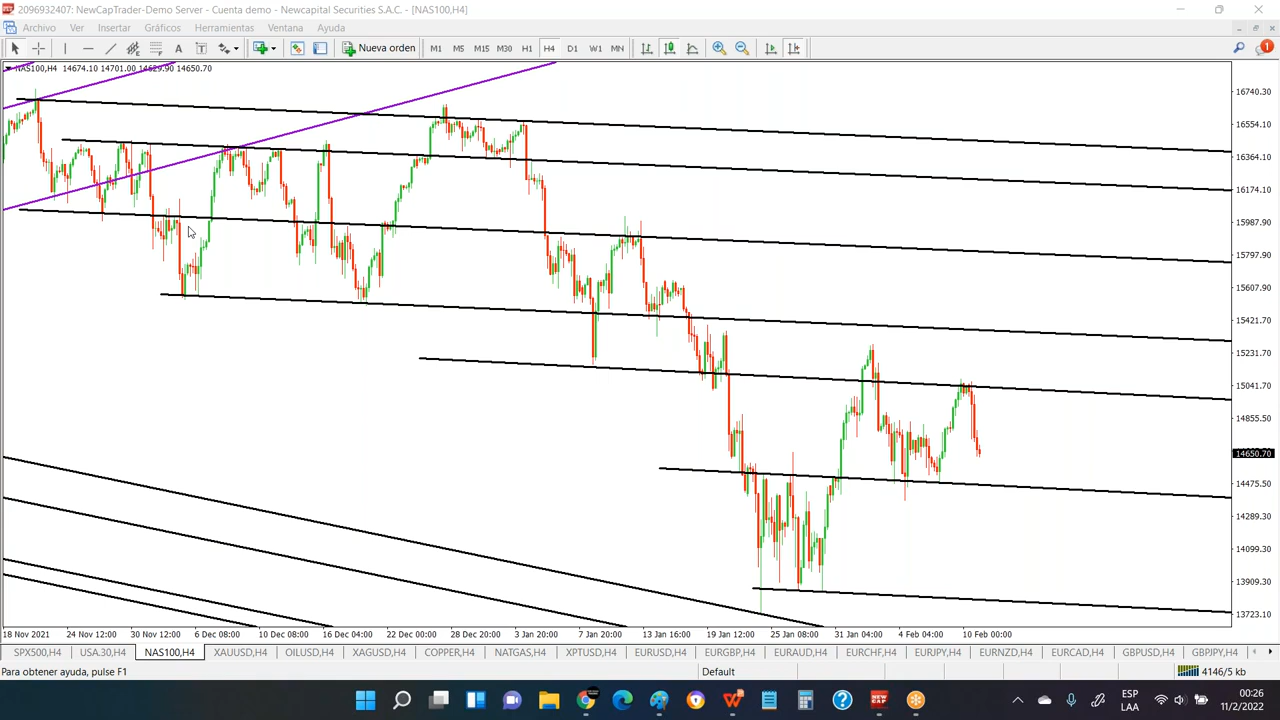 2096932407: NewCapTrader-Demo Server - Cuenta demo - Newcapital Securities S.A.C. - [NAS100,H4]
Archivo Ver Insertar Gráficos Herramientas Ventana Ayuda
A T Nueva orden M1 M5 M15 M30 H1 H4 D1 W1 MN 1
NAS100,H4 14674.10 14701.00 14629.90 14650.70
16740.30
16554.10
16364.10
16174.10
15987.90
15797.90
15607.90
15421.70
15231.70
15041.70
14855.50
14650.70
14475.50
14289.30
14099.30
13909.30
13723.10
18 Nov 2021 24 Nov 12:00 30 Nov 12:00 6 Dec 08:00 10 Dec 08:00 16 Dec 04:00 22 Dec 00:00 28 Dec 20:00 3 Jan 20:00 7 Jan 20:00 13 Jan 16:00 19 Jan 12:00 25 Jan 08:00 31 Jan 04:00 4 Feb 04:00 10 Feb 00:00
SPX500,H4 USA.30,H4 NAS100,H4 XAUUSD,H4 OILUSD,H4 XAGUSD,H4 COPPER,H4 NATGAS,H4 XPTUSD,H4 EURUSD,H4 EURGBP,H4 EURAUD,H4 EURCHF,H4 EURJPY,H4 EURNZD,H4 EURCAD,H4 GBPUSD,H4 GBPJPY,H4
Para obtener ayuda, pulse F1 Default 4146/5 kb
ESP 00:26
LAA 11/2/2022